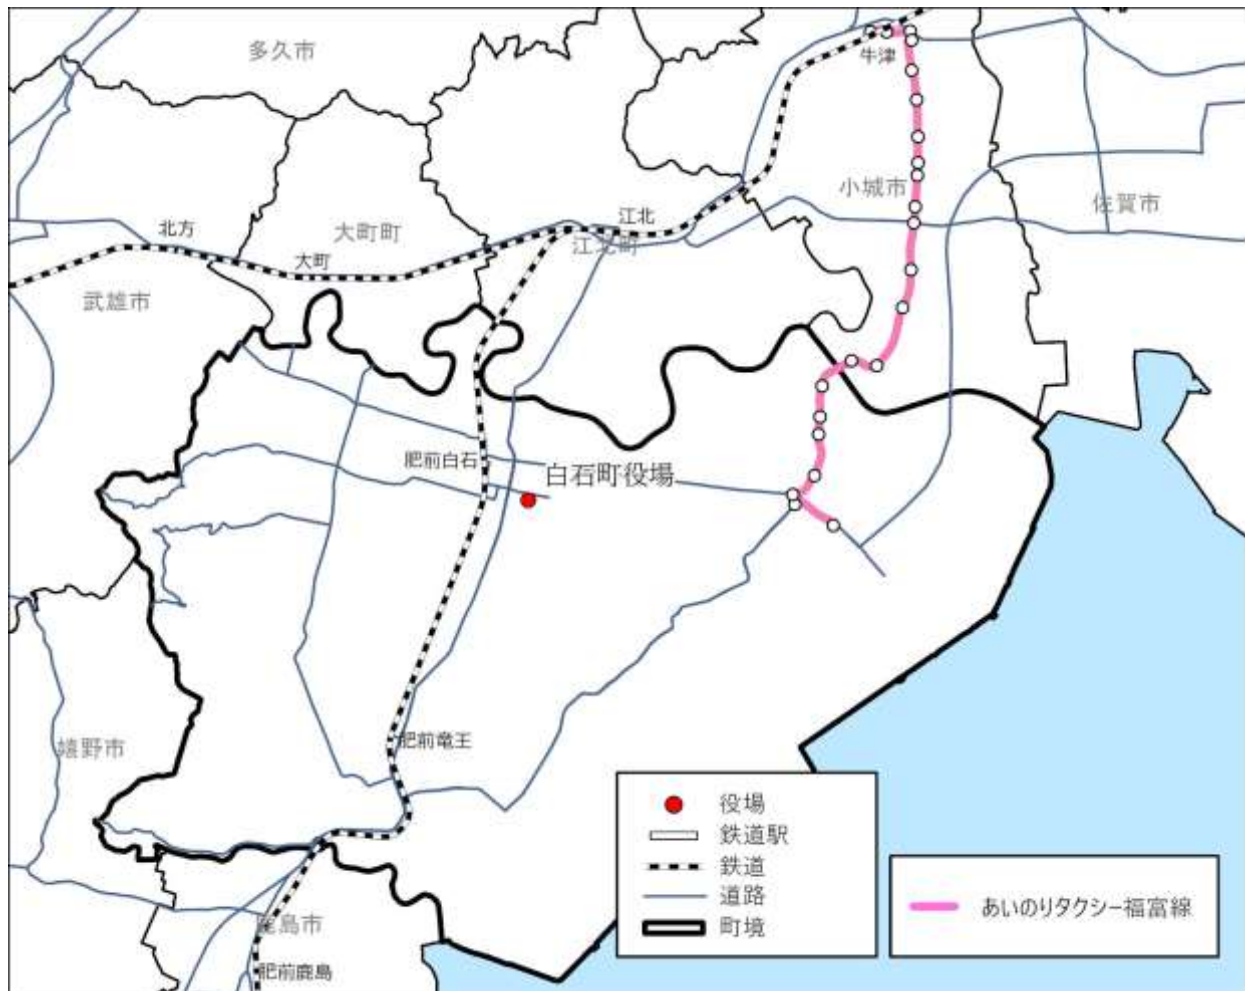 多久市
牛津
小城市
佐賀市
江北
北方
大町町
江北町
大町
武雄市
肥前白石
白石町役場
肥前竜王
嬉野市
鹿島市
肥前鹿島
役場
鉄道駅
鉄道
道路
町境
あいのりタクシー福富線